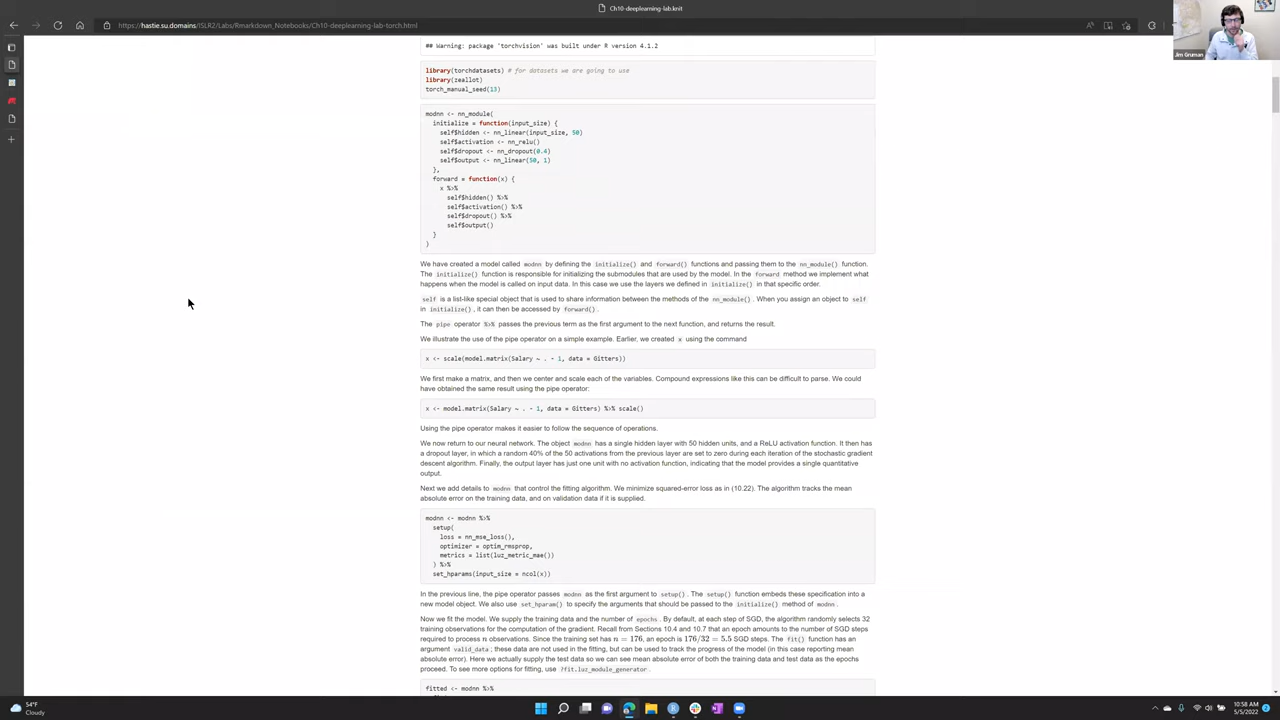 Ch10-deeplearning-lab.knit
https://hastie.su.domains/ISLR2/Labs/Rmarkdown_Notebooks/Ch10-deeplearning-lab-torch.html
Jim Gruman
## Warning: package 'torchvision' was built under R version 4.1.2
library(torchdatasets) # for datasets we are going to use
library(zeallot)
torch_manual_seed(13)
modnn <- nn_module(
initialize = function(input_size) {
self$hidden <- nn_linear(input_size, 50)
self$activation <- nn_relu()
self$dropout <- nn_dropout(0.4)
self$output <- nn_linear(50, 1)
},
forward = function(x) {
x %>%
self$hidden() %>%
self$activation() %>%
self$dropout() %>%
self$output()
}
)
We have created a model called modnn by defining the initialize() and forward() functions and passing them to the nn_module() function.
The initialize() function is responsible for initializing the submodules that are used by the model. In the forward method we implement what
happens when the model is called on input data. In this case we use the layers we defined in initialize() in that specific order.
self is a list-like special object that is used to share information between the methods of the nn_module(). When you assign an object to self
in initialize(), it can then be accessed by forward().
The pipe operator %>% passes the previous term as the first argument to the next function, and returns the result.
We illustrate the use of the pipe operator on a simple example. Earlier, we created x using the command
x <- scale(model.matrix(Salary ~ . - 1, data = Gitters))
We first make a matrix, and then we center and scale each of the variables. Compound expressions like this can be difficult to parse. We could
have obtained the same result using the pipe operator:
x <- model.matrix(Salary ~ . - 1, data = Gitters) %>% scale()
Using the pipe operator makes it easier to follow the sequence of operations.
We now return to our neural network. The object modnn has a single hidden layer with 50 hidden units, and a ReLU activation function. It then has
a dropout layer, in which a random 40% of the 50 activations from the previous layer are set to zero during each iteration of the stochastic gradient
descent algorithm. Finally, the output layer has just one unit with no activation function, indicating that the model provides a single quantitative
output.
Next we add details to modnn that control the fitting algorithm. We minimize squared-error loss as in (10.22). The algorithm tracks the mean
absolute error on the training data, and on validation data if it is supplied.
modnn <- modnn %>%
setup(
loss = nn_mse_loss(),
optimizer = optim_rmsprop,
metrics = list(luz_metric_mae())
) %>%
set_hparams(input_size = ncol(x))
In the previous line, the pipe operator passes modnn as the first argument to setup(). The setup() function embeds these specification into a
new model object. We also use set_hparam() to specify the arguments that should be passed to the initialize() method of modnn.
Now we fit the model. We supply the training data and the number of epochs. By default, at each step of SGD, the algorithm randomly selects 32
training observations for the computation of the gradient. Recall from Sections 10.4 and 10.7 that an epoch amounts to the number of SGD steps
required to process n observations. Since the training set has n = 176, an epoch is 176/32 = 5.5 SGD steps. The fit() function has an
argument valid_data; these data are not used in the fitting, but can be used to track the progress of the model (in this case reporting mean
absolute error). Here we actually supply the test data so we can see mean absolute error of both the training data and test data as the epochs
proceed. To see more options for fitting, use ?fit.luz_module_generator.
fitted <- modnn %>%
54°F
Cloudy
10:58 AM
5/5/2022